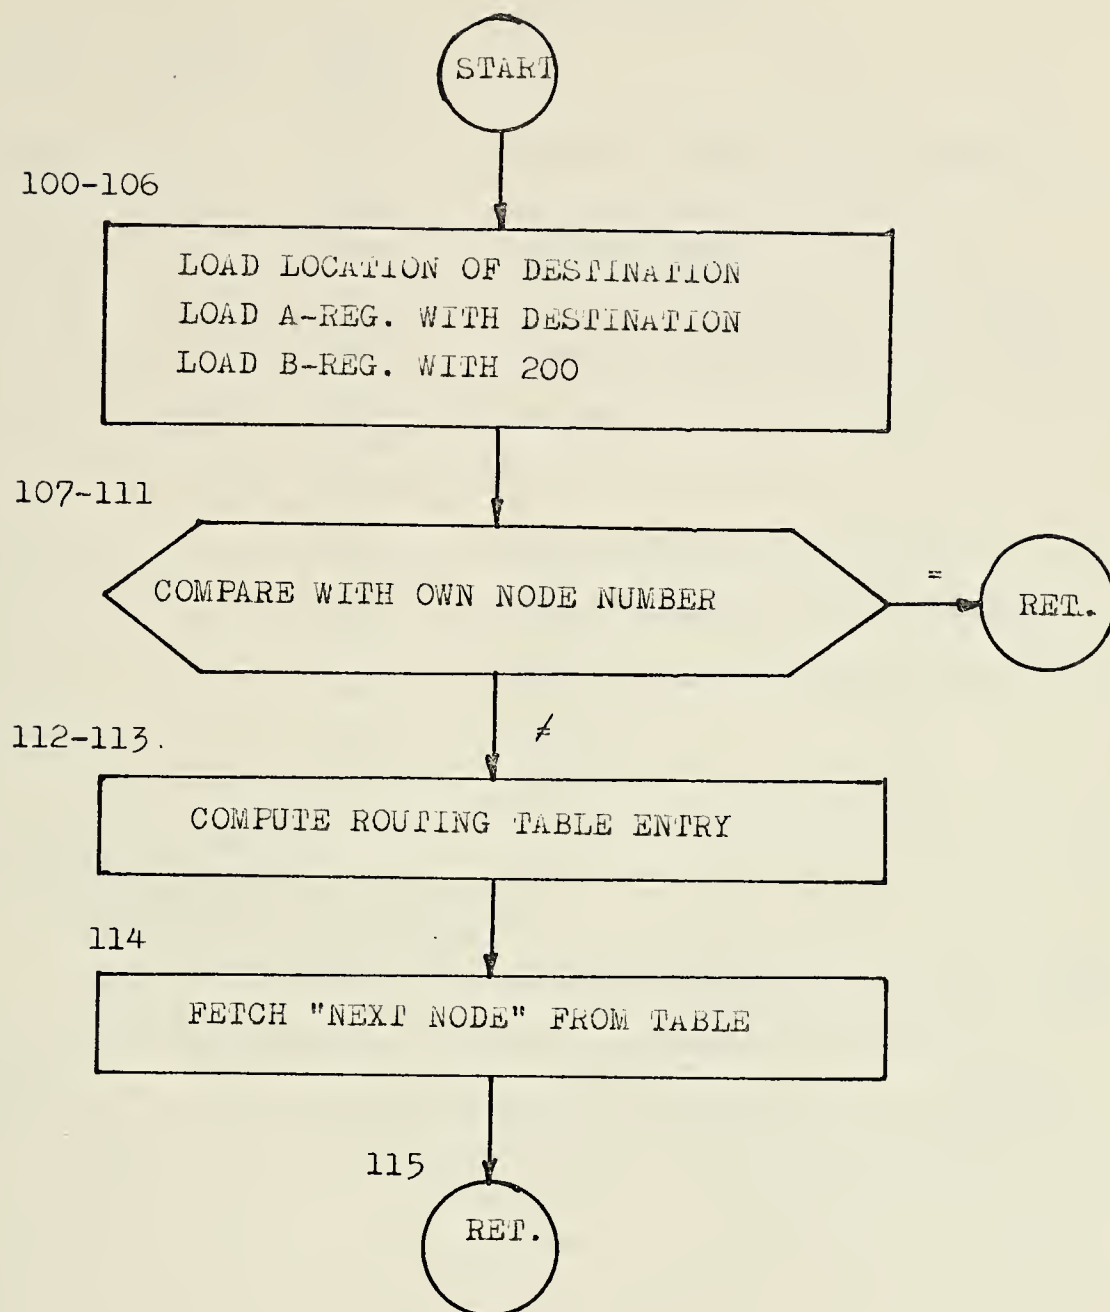 START
100-106
LOAD LOCATION OF DESTINATION
LOAD A-REG. WITH DESTINATION
LOAD B-REG. WITH 200
107-111
COMPARE WITH OWN NODE NUMBER
=
RET.
≠
112-113.
COMPUTE ROUTING TABLE ENTRY
114
FETCH "NEXT NODE" FROM TABLE
115
RET.